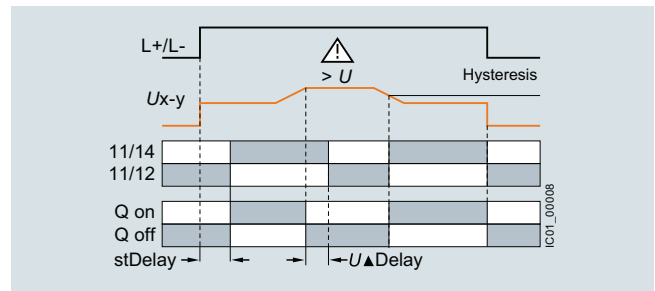 L+/L-
> U
Hysteresis
Ux-y
11/14
11/12
Q on
Q off
stDelay
U▲Delay
IC01_00008